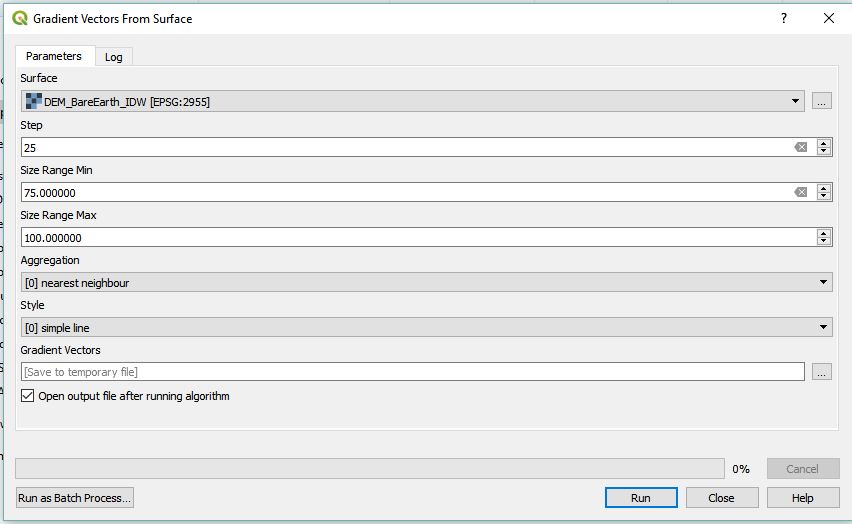 Gradient Vectors From Surface
?
Parameters
Log
Surface
DEM_BareEarth_IDW [EPSG:2955]
...
Step
25
Size Range Min
75.000000
Size Range Max
100.000000
Aggregation
[0] nearest neighbour
Style
[0] simple line
Gradient Vectors
[Save to temporary file]
...
Open output file after running algorithm
0%
Cancel
Run as Batch Process...
Run
Close
Help